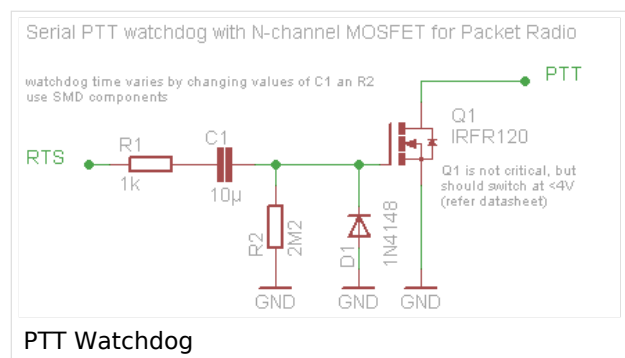 Serial PTT watchdog with N-channel MOSFET for Packet Radio
watchdog time varies by changing values of C1 an R2
use SMD components
PTT
Q1
IRFR120
Q1 is not critical, but
should switch at <4V
(refer datasheet)
RTS
R1
1k
C1
10µ
R2
2M2
D1
1N4148
GND
GND
GND
PTT Watchdog